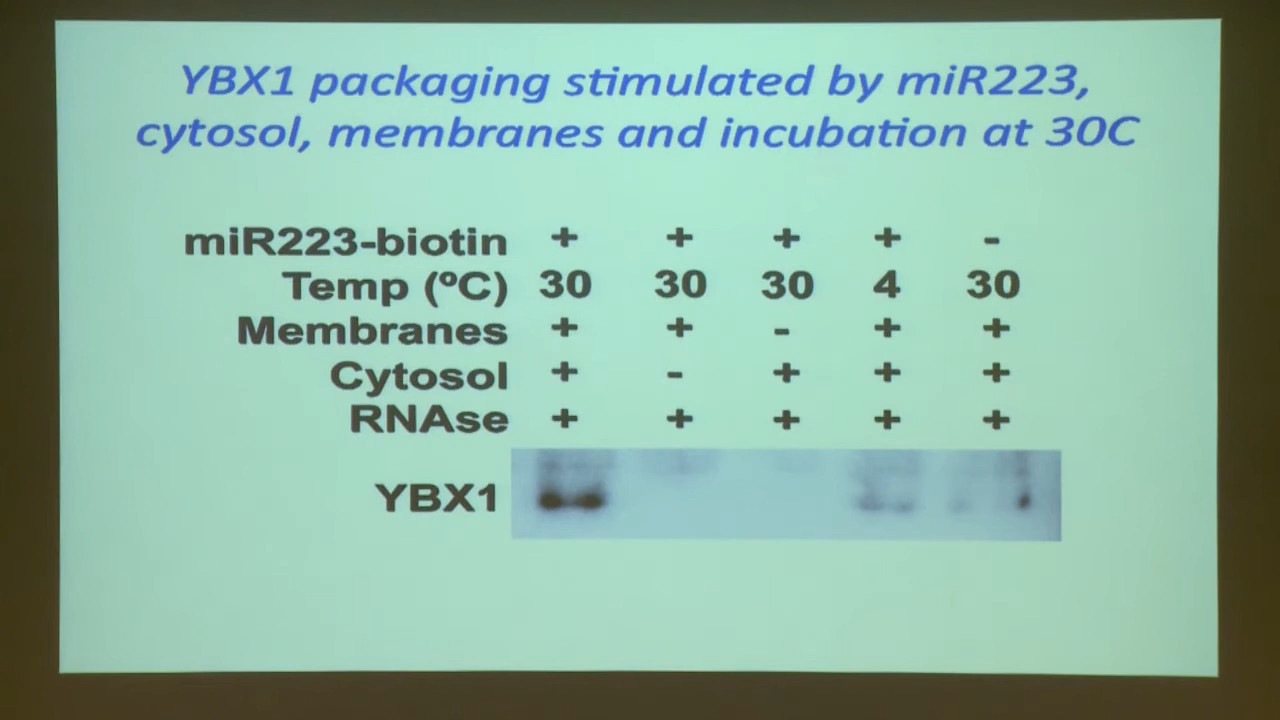 YBX1 packaging stimulated by miR223,
cytosol, membranes and incubation at 30C
miR223-biotin + + + + -
Temp (ºC) 30 30 30 4 30
Membranes + + - + +
Cytosol + - + + +
RNAse + + + + +
YBX1